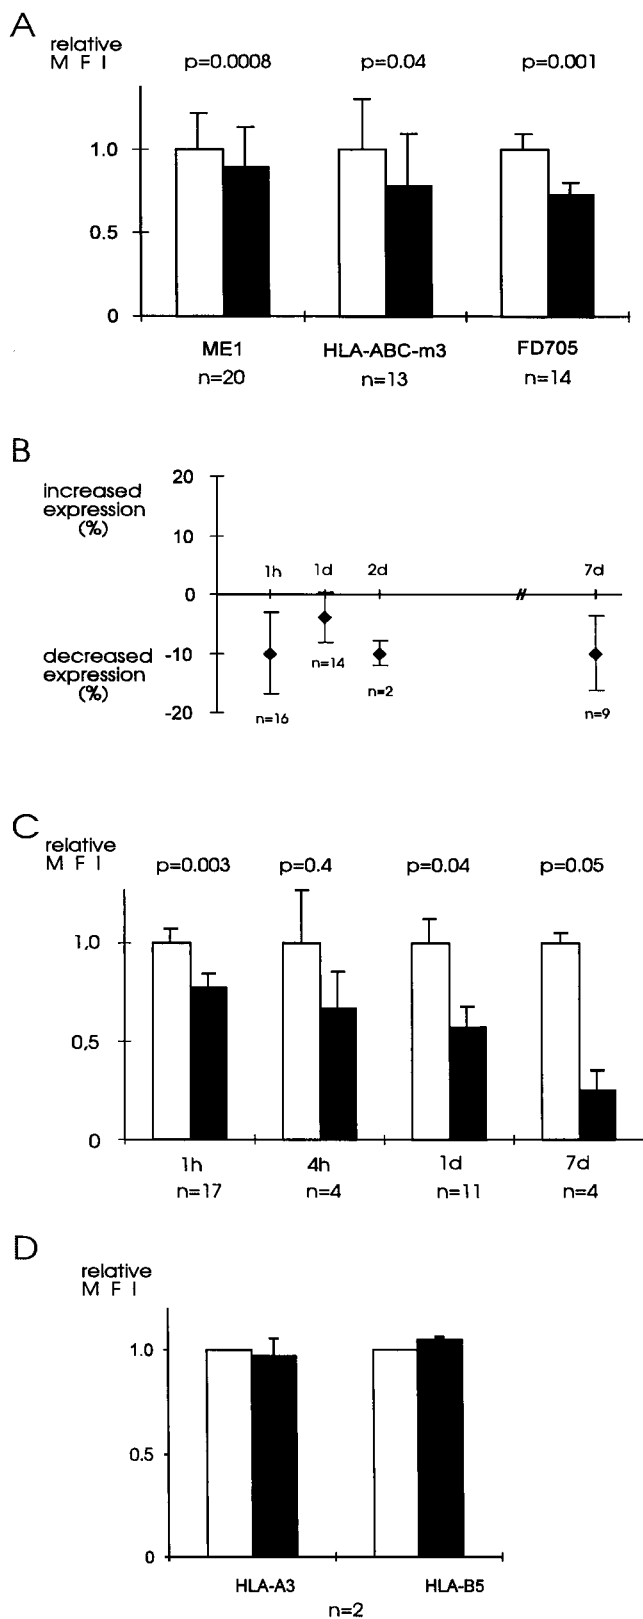 A
relative
M F I
p=0.0008 p=0.04 p=0.001
1.0
0.5
0
ME1 HLA-ABC-m3 FD705
n=20 n=13 n=14
B
20
increased
expression
(%)
10
1h 1d 2d 7d
0
decreased
expression
(%)
-10
n=14
n=2
-20
n=16 n=9
C
relative
M F I
p=0.003 p=0.4 p=0.04 p=0.05
1,0
0,5
0
1h 4h 1d 7d
n=17 n=4 n=11 n=4
D
relative
M F I
1.0
0.5
0
HLA-A3 HLA-B5
n=2